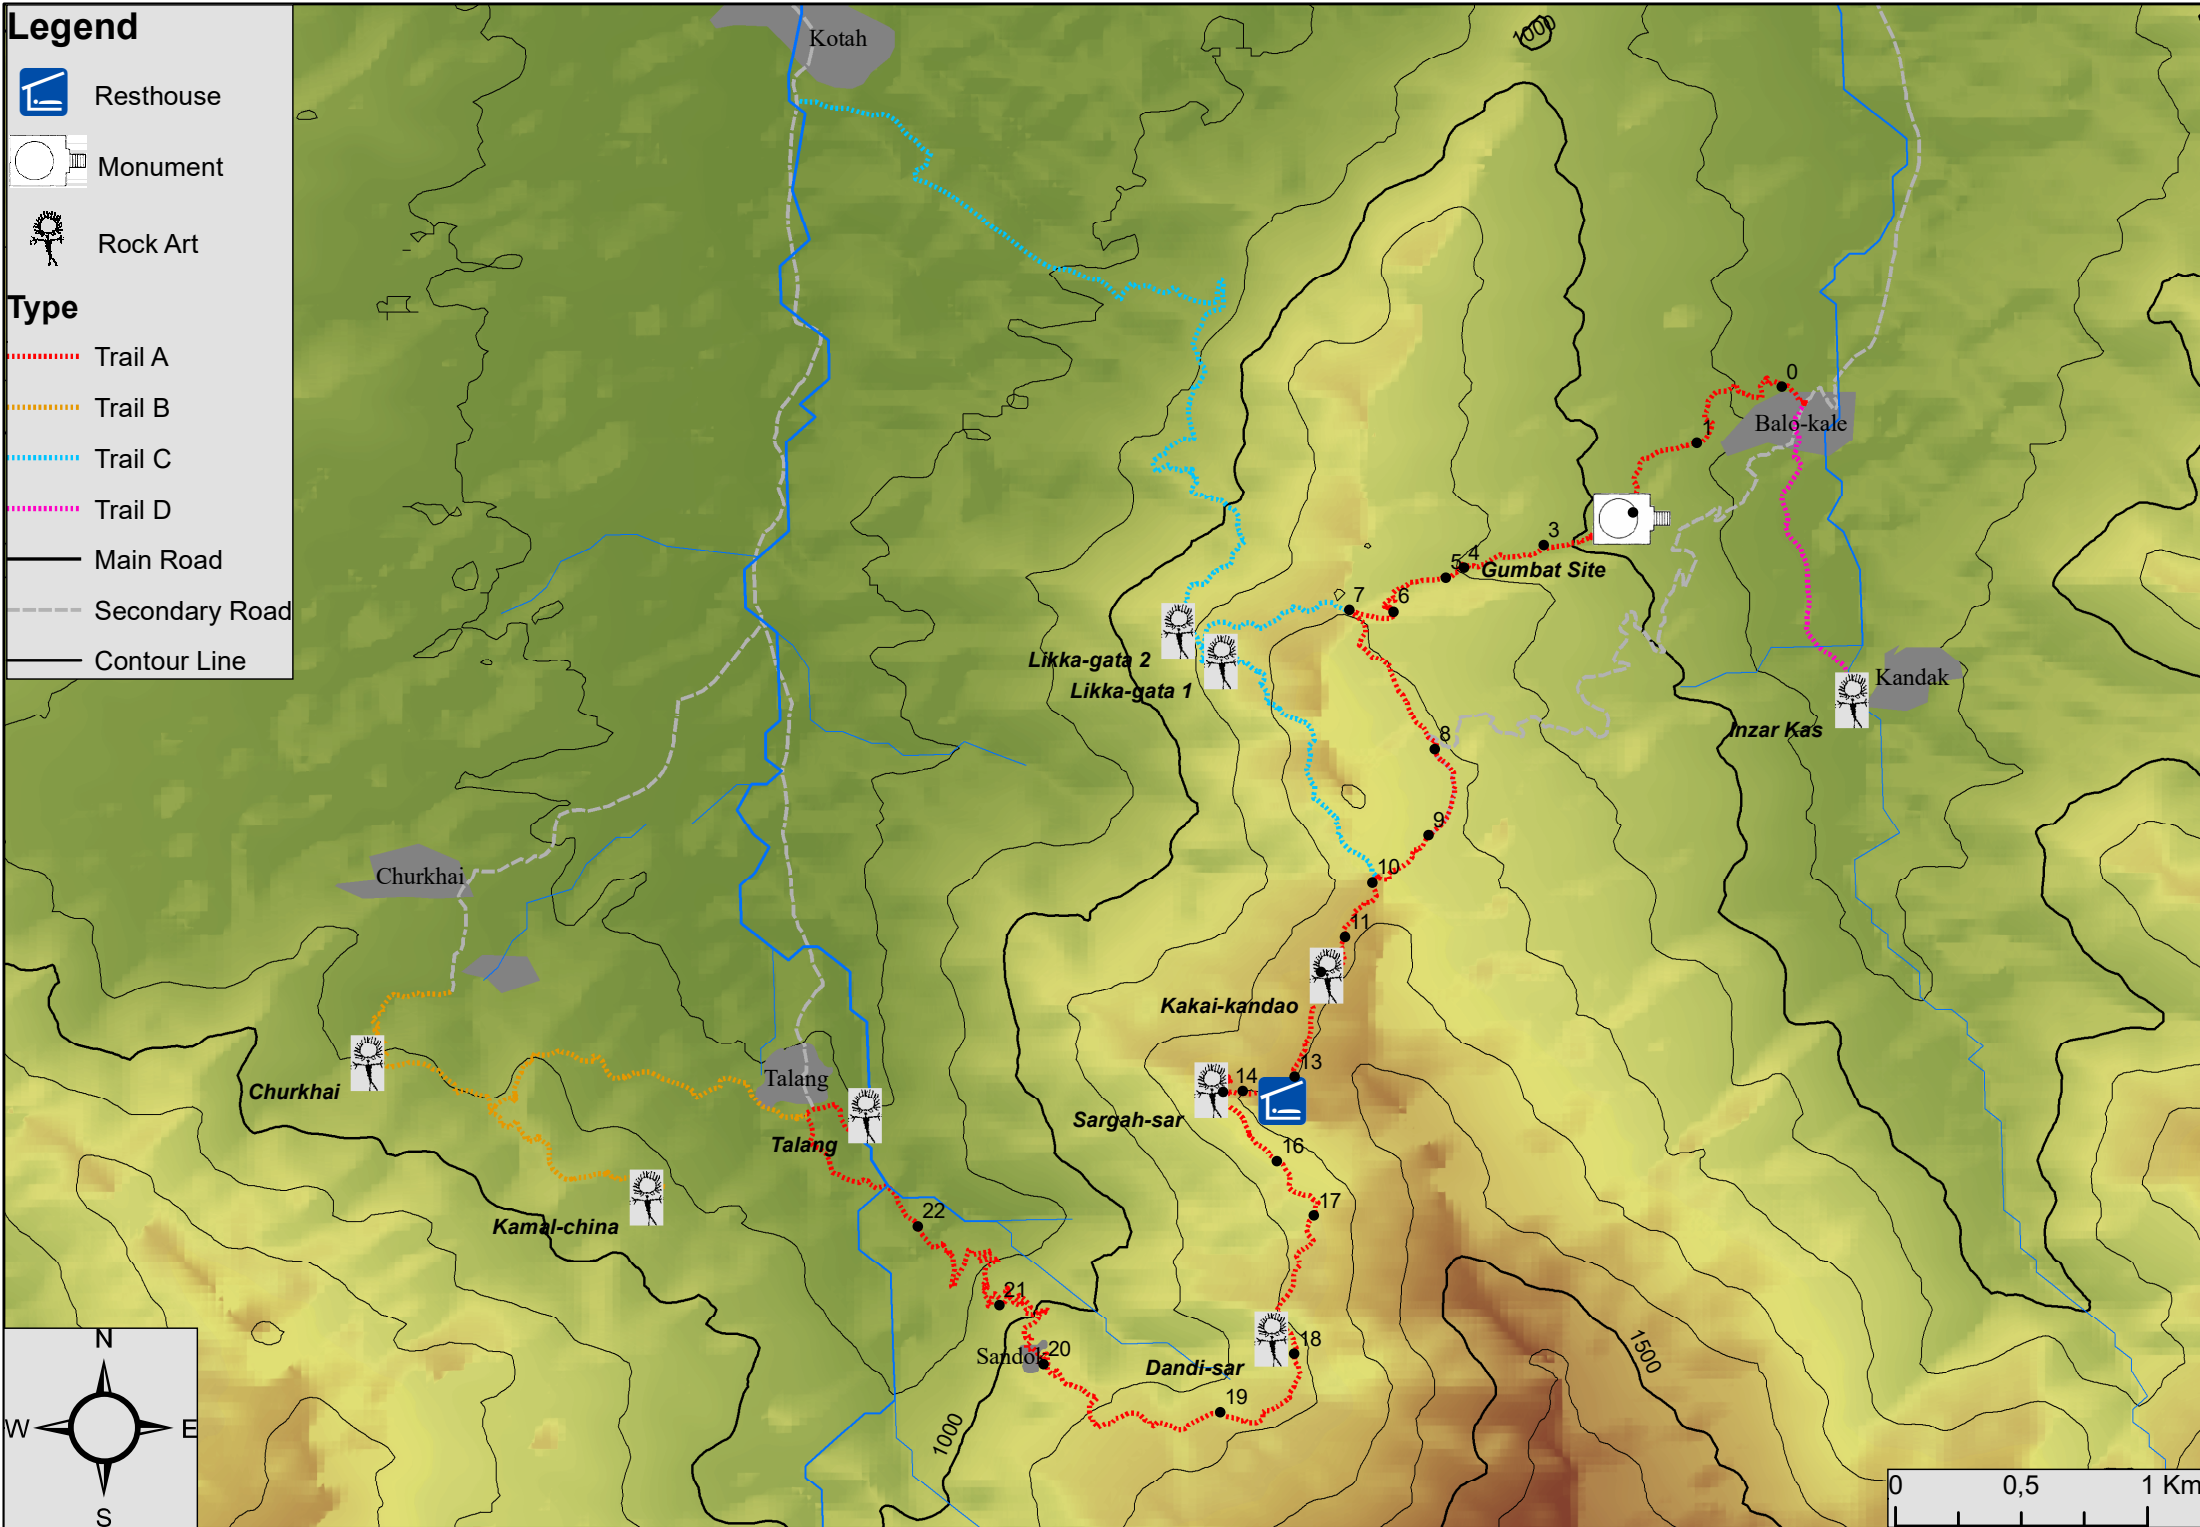 Legend
Resthouse
Monument
Rock Art
Type
Trail A
Trail B
Trail C
Trail D
Main Road
Secondary Road
Contour Line
Kotah
1000
0
Balo-kale
1
3
4
5
Gumbat Site
6
7
Likka-gata 2
Likka-gata 1
Kandak
Inzar Kas
8
9
10
11
Churkhai
Kakai-kandao
13
14
Talang
Churkhai
Sargah-sar
Talang
16
17
Kamal-china
22
21
20
Sandok
18
Dandi-sar
19
1500
1000
N
W
E
S
0
0,5
1 Km